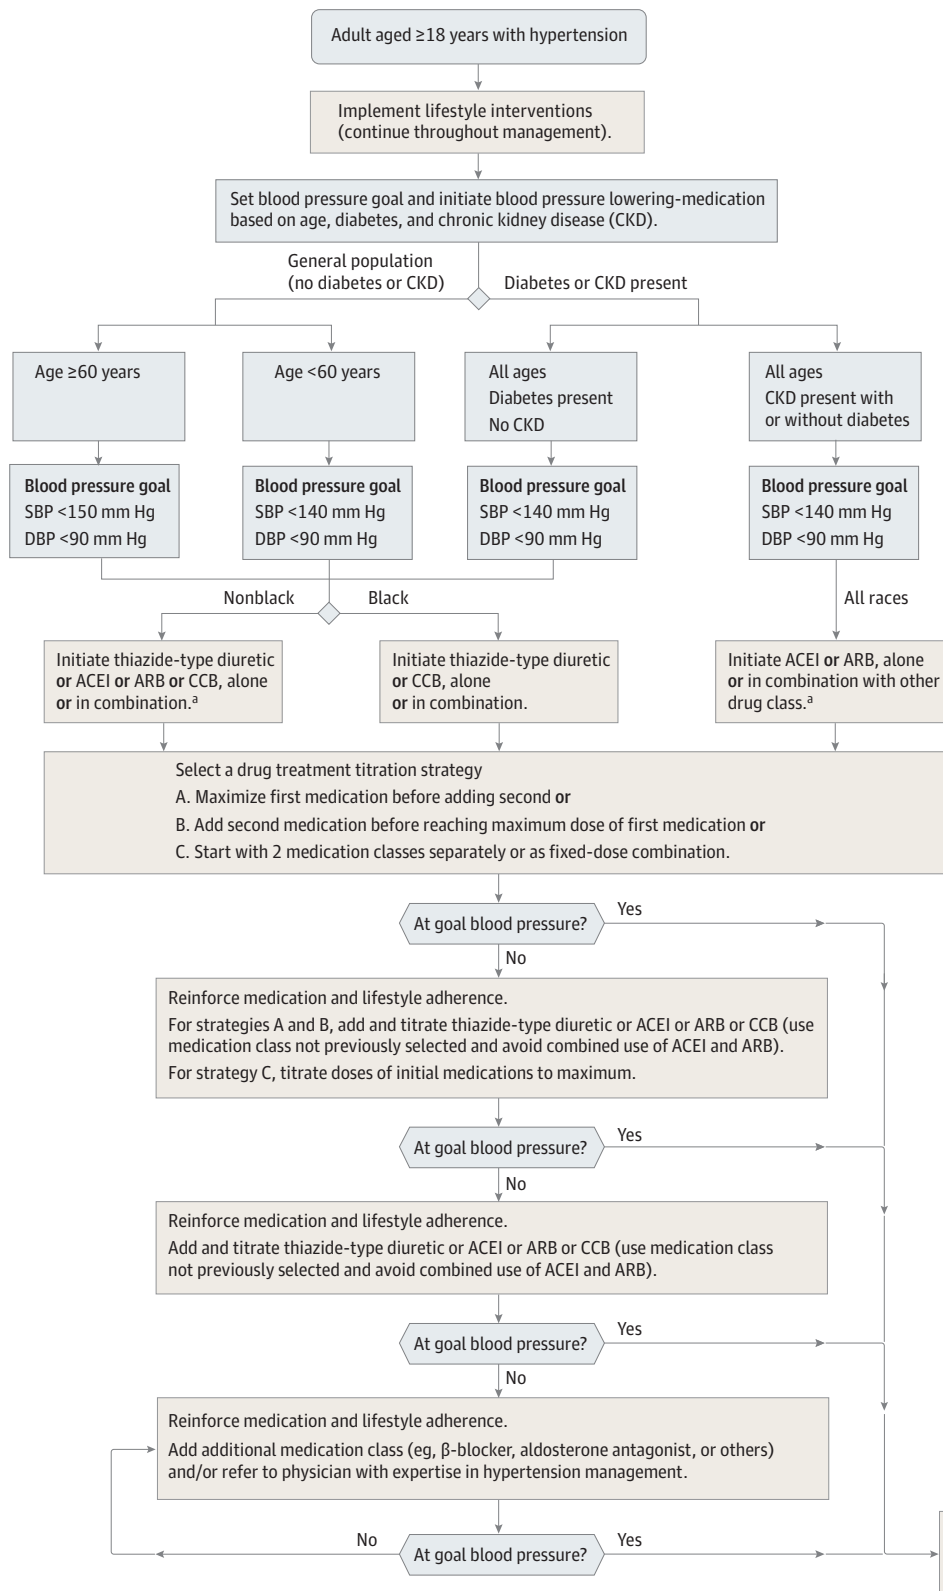 Adult aged ≥18 years with hypertension
Implement lifestyle interventions
(continue throughout management).
Set blood pressure goal and initiate blood pressure lowering-medication
based on age, diabetes, and chronic kidney disease (CKD).
General population
(no diabetes or CKD)
Diabetes or CKD present
Age ≥60 years
Age <60 years
All ages
Diabetes present
No CKD
All ages
CKD present with
or without diabetes
Blood pressure goal
SBP <150 mm Hg
DBP <90 mm Hg
Blood pressure goal
SBP <140 mm Hg
DBP <90 mm Hg
Blood pressure goal
SBP <140 mm Hg
DBP <90 mm Hg
Blood pressure goal
SBP <140 mm Hg
DBP <90 mm Hg
Nonblack
Black
All races
Initiate thiazide-type diuretic
or ACEI or ARB or CCB, alone
or in combination.a
Initiate thiazide-type diuretic
or CCB, alone
or in combination.
Initiate ACEI or ARB, alone
or in combination with other
drug class.a
Select a drug treatment titration strategy
A. Maximize first medication before adding second or
B. Add second medication before reaching maximum dose of first medication or
C. Start with 2 medication classes separately or as fixed-dose combination.
At goal blood pressure?
Yes
No
Reinforce medication and lifestyle adherence.
For strategies A and B, add and titrate thiazide-type diuretic or ACEI or ARB or CCB (use
medication class not previously selected and avoid combined use of ACEI and ARB).
For strategy C, titrate doses of initial medications to maximum.
At goal blood pressure?
Yes
No
Reinforce medication and lifestyle adherence.
Add and titrate thiazide-type diuretic or ACEI or ARB or CCB (use medication class
not previously selected and avoid combined use of ACEI and ARB).
At goal blood pressure?
Yes
No
Reinforce medication and lifestyle adherence.
Add additional medication class (eg, β-blocker, aldosterone antagonist, or others)
and/or refer to physician with expertise in hypertension management.
No
At goal blood pressure?
Yes